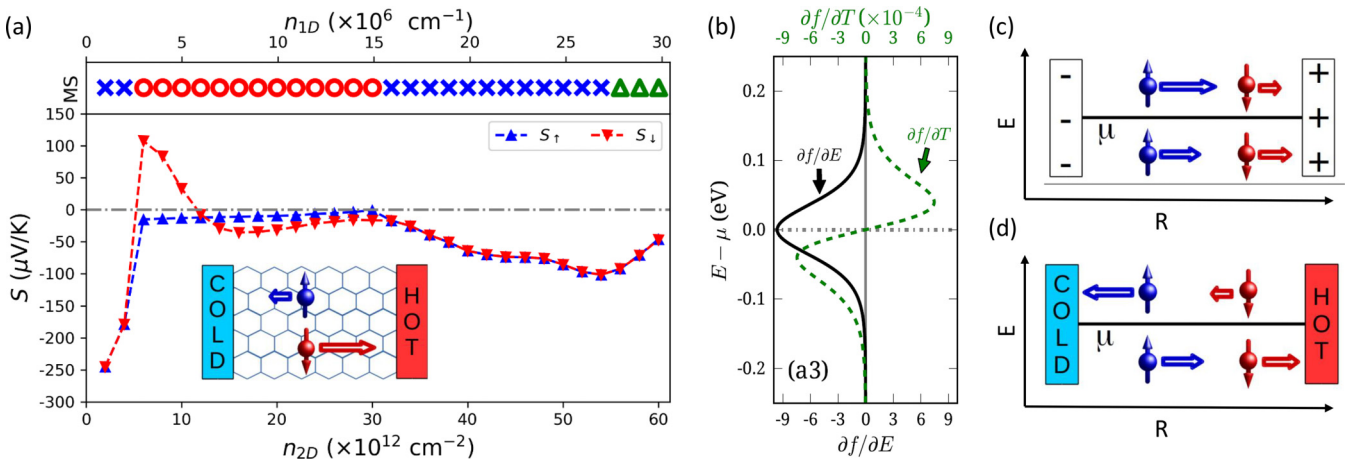 (a)
n1D (×10⁶ cm⁻¹)
0 5 10 15 20 25 30
MS
150
100
50
0
-50
-100
-150
-200
-250
-300
S (μV/K)
S↑ S↓
COLD
HOT
0 10 20 30 40 50 60
n2D (×10¹² cm⁻²)
(b)
∂f/∂T (×10⁻⁴)
-9 -6 -3 0 3 6 9
E − μ (eV)
0.2
0.1
0.0
-0.1
-0.2
∂f/∂E
∂f/∂T
(a3)
-9 -6 -3 0 3 6 9
∂f/∂E
(c)
E
- - -
μ
+ + +
R
(d)
E
COLD
μ
HOT
R